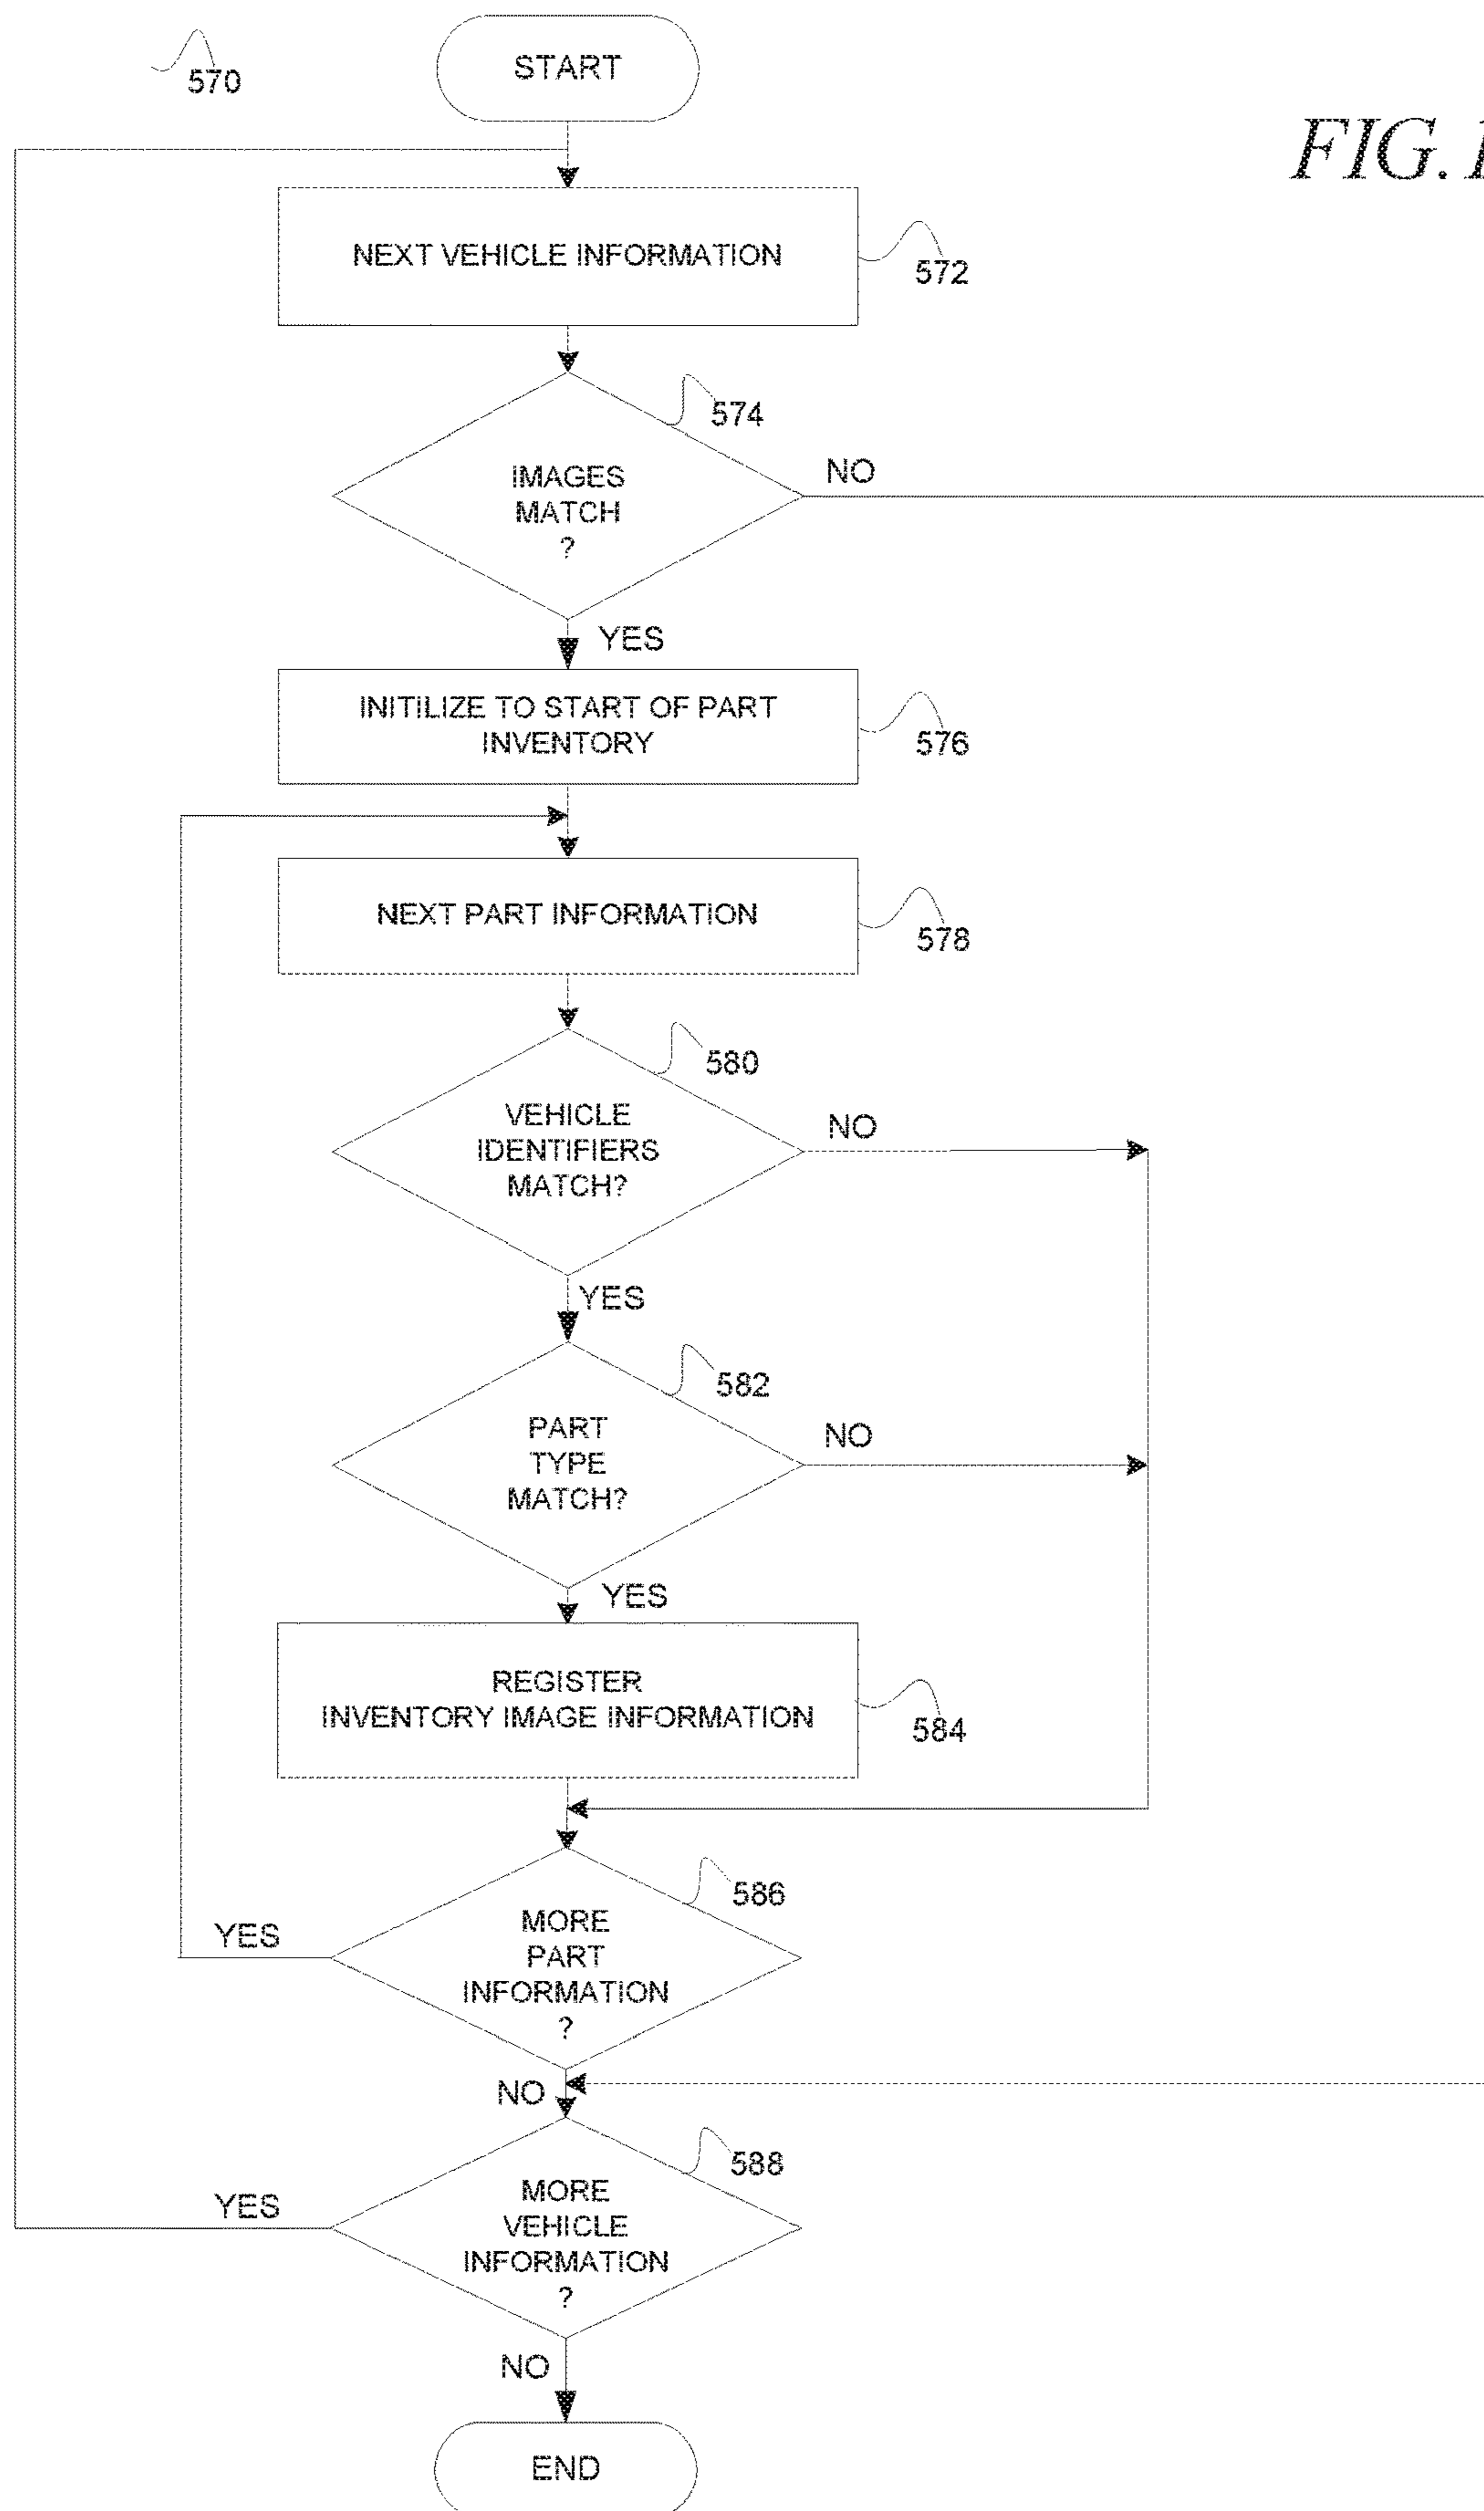 570
START
FIG. 1
NEXT VEHICLE INFORMATION
572
574
IMAGES
MATCH
?
NO
YES
INITILIZE TO START OF PART
INVENTORY
576
NEXT PART INFORMATION
578
580
VEHICLE
IDENTIFIERS
MATCH?
NO
YES
582
PART
TYPE
MATCH?
NO
YES
REGISTER
INVENTORY IMAGE INFORMATION
584
586
MORE
PART
INFORMATION
?
YES
NO
588
MORE
VEHICLE
INFORMATION
?
YES
NO
END